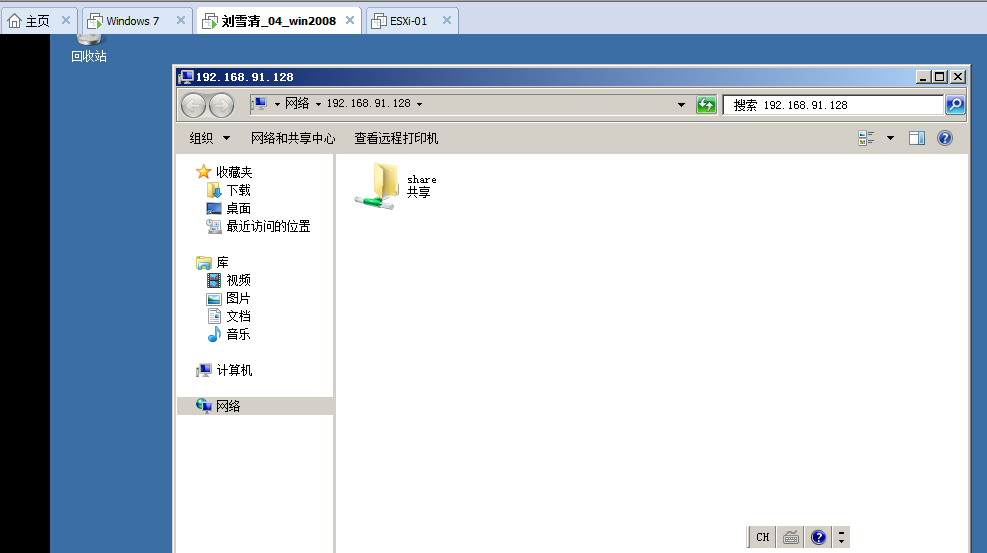 主页
Windows 7
刘雪清_04_win2008
ESXi-01
回收站
192.168.91.128
网络 192.168.91.128
搜索 192.168.91.128
组织 网络和共享中心 查看远程打印机
收藏夹
下载
桌面
最近访问的位置
库
视频
图片
文档
音乐
计算机
网络
share
共享
CH